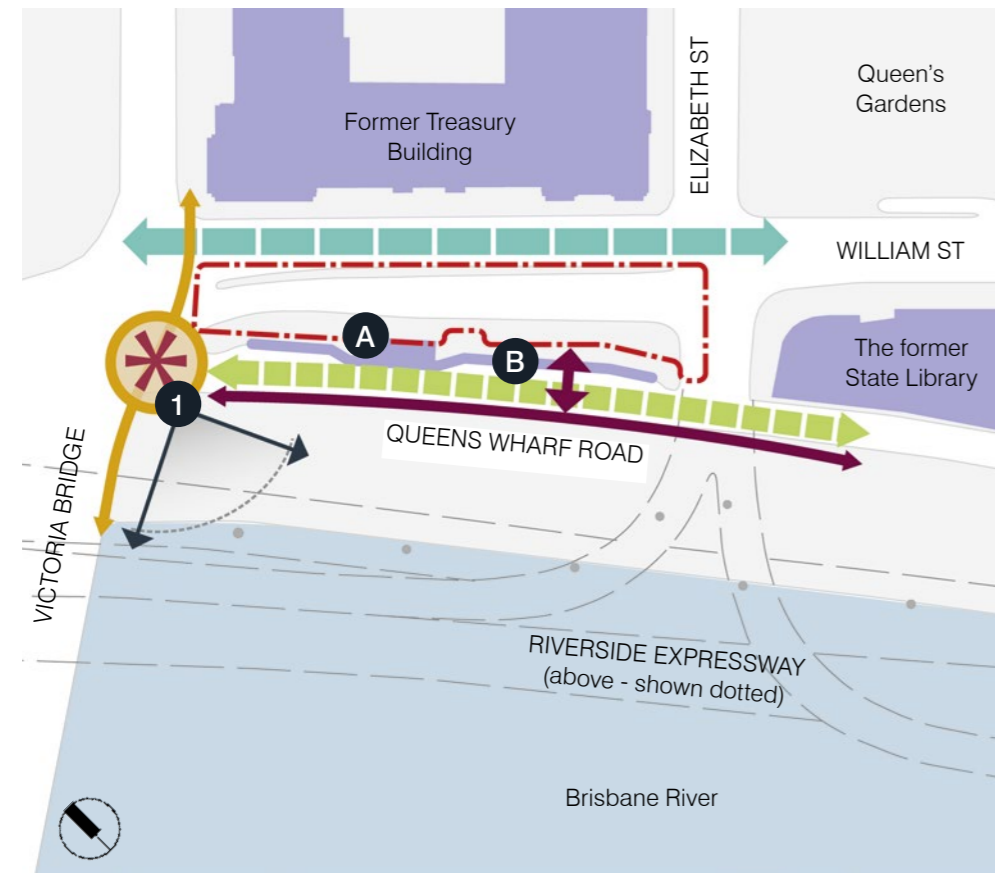 Former Treasury
Building
ELIZABETH ST
Queen's
Gardens
WILLIAM ST
A
B
The former
State Library
1
QUEENS WHARF ROAD
VICTORIA BRIDGE
RIVERSIDE EXPRESSWAY
(above - shown dotted)
Brisbane River